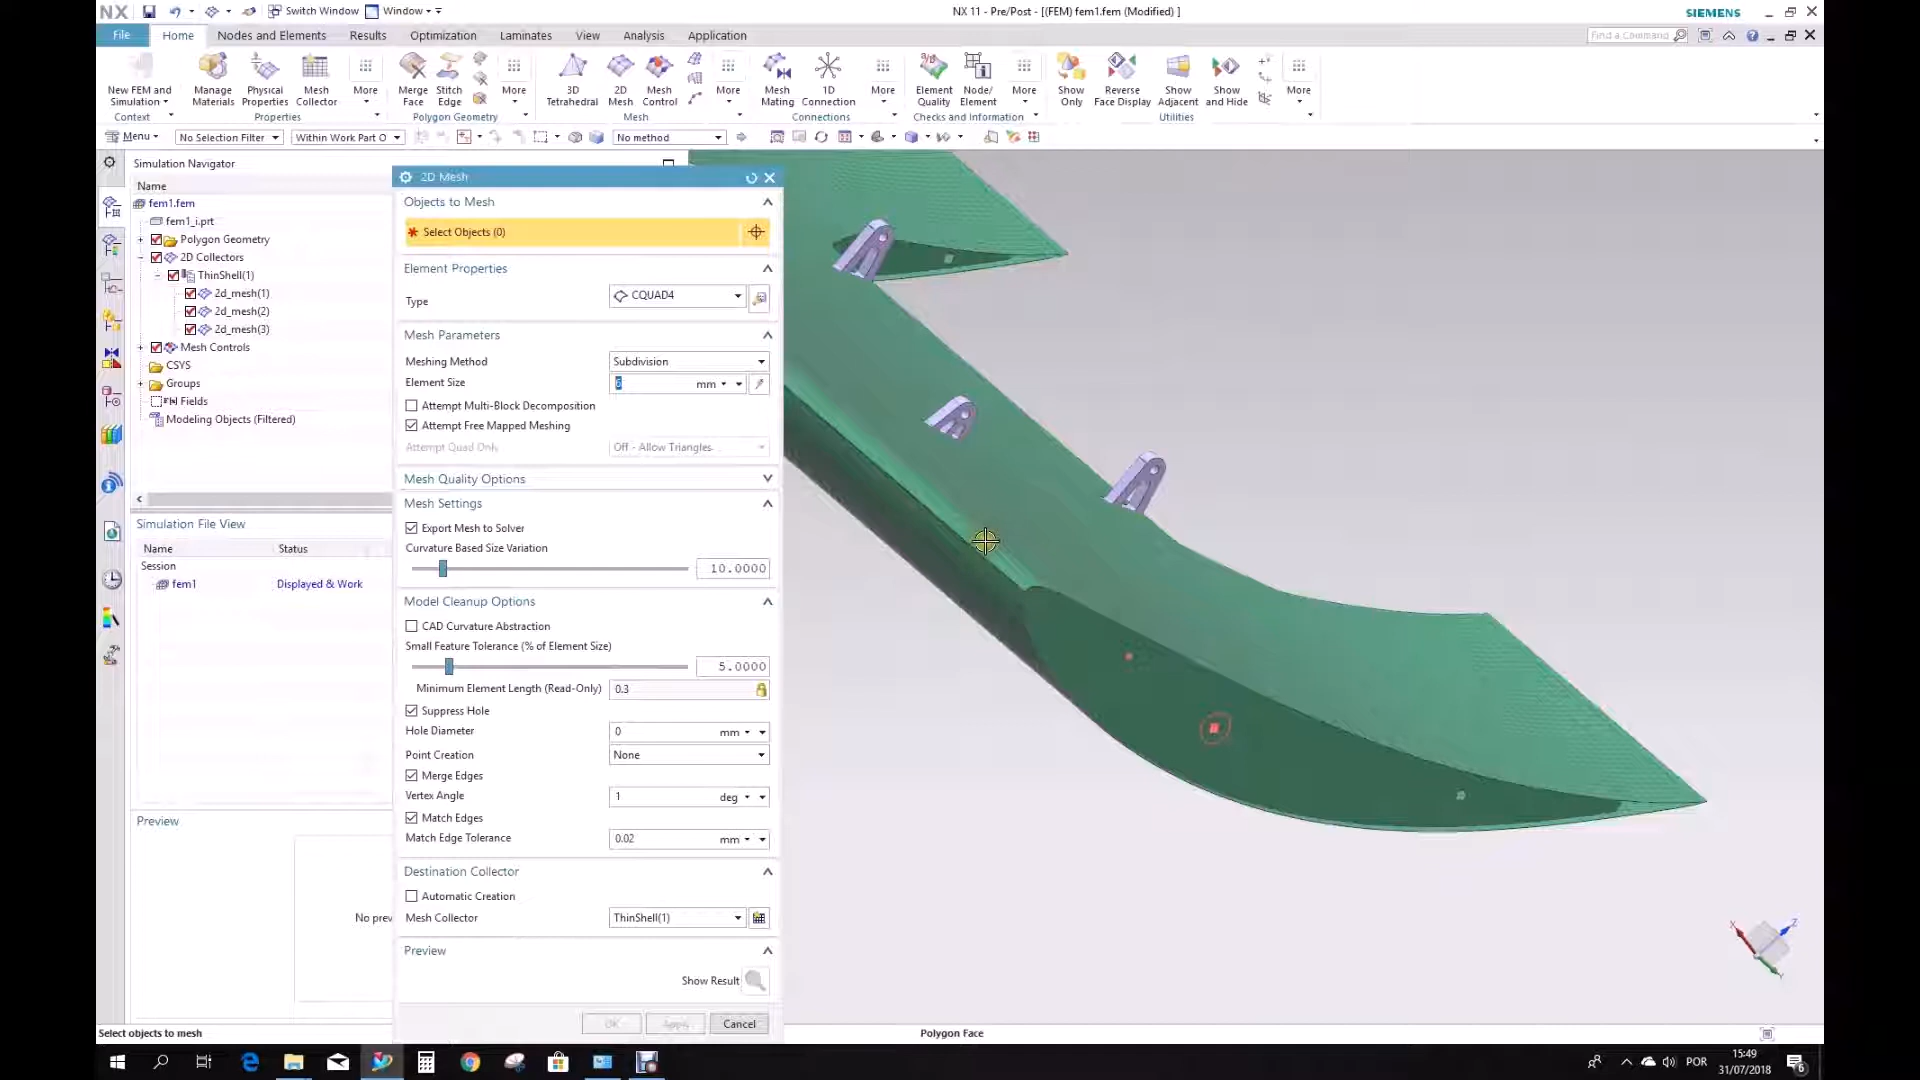 NX
Switch Window
Window
NX 11 - Pre/Post - [(FEM) fem1.fem (Modified) ]
SIEMENS
File
Home
Nodes and Elements
Results
Optimization
Laminates
View
Analysis
Application
Find a Command
New FEM and Simulation
Manage Materials
Physical Properties
Mesh Collector
More
Merge Face
Stitch Edge
More
3D Tetrahedral
2D Mesh
Mesh Control
More
Mesh Mating
1D Connection
More
Element Quality
Node/ Element
More
Show Only
Reverse Face Display
Show Adjacent
Show and Hide
More
Context
Properties
Polygon Geometry
Mesh
Connections
Checks and Information
Utilities
Menu
No Selection Filter
Within Work Part O
No method
Simulation Navigator
Name
fem1.fem
fem1_i.prt
Polygon Geometry
2D Collectors
ThinShell(1)
2d_mesh(1)
2d_mesh(2)
2d_mesh(3)
Mesh Controls
CSYS
Groups
Fields
Modeling Objects (Filtered)
Simulation File View
Name Status
Session
fem1 Displayed & Work
Preview
No prev
2D Mesh
Objects to Mesh
Select Objects (0)
Element Properties
Type CQUAD4
Mesh Parameters
Meshing Method Subdivision
Element Size 6 mm
Attempt Multi-Block Decomposition
Attempt Free Mapped Meshing
Attempt Quad Only Off - Allow Triangles
Mesh Quality Options
Mesh Settings
Export Mesh to Solver
Curvature Based Size Variation
10.0000
Model Cleanup Options
CAD Curvature Abstraction
Small Feature Tolerance (% of Element Size)
5.0000
Minimum Element Length (Read-Only) 0.3
Suppress Hole
Hole Diameter 0 mm
Point Creation None
Merge Edges
Vertex Angle 1 deg
Match Edges
Match Edge Tolerance 0.02 mm
Destination Collector
Automatic Creation
Mesh Collector ThinShell(1)
Preview
Show Result
OK Apply Cancel
X
Z
Y
Select objects to mesh
Polygon Face
POR
15:49
31/07/2018
6